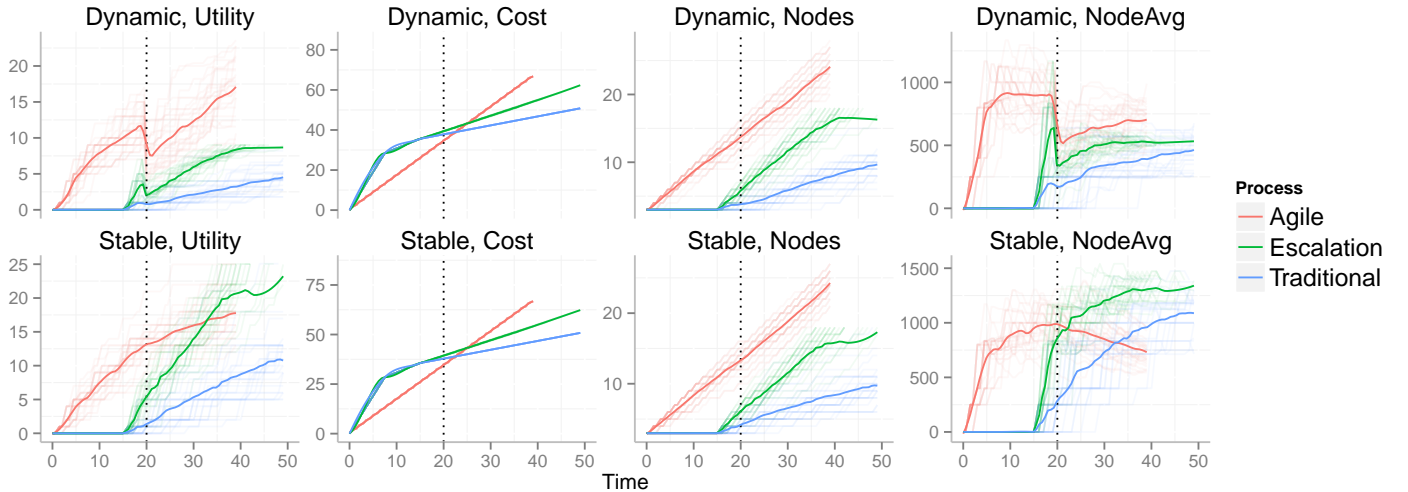 Dynamic, Utility
Dynamic, Cost
Dynamic, Nodes
Dynamic, NodeAvg
20
15
10
5
0
80
60
40
20
0
20
10
1000
500
0
Process
Agile
Escalation
Traditional
Stable, Utility
Stable, Cost
Stable, Nodes
Stable, NodeAvg
25
20
15
10
5
0
75
50
25
0
20
10
1500
1000
500
0
0 10 20 30 40 50
0 10 20 30 40 50
0 10 20 30 40 50
0 10 20 30 40 50
Time